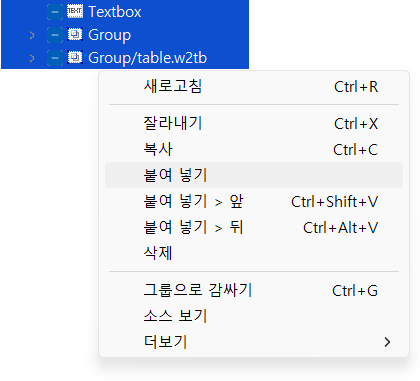 Textbox
Group
Group/table.w2tb
새로고침 Ctrl+R
잘라내기 Ctrl+X
복사 Ctrl+C
붙여 넣기
붙여 넣기 > 앞 Ctrl+Shift+V
붙여 넣기 > 뒤 Ctrl+Alt+V
삭제
그룹으로 감싸기 Ctrl+G
소스 보기
더보기